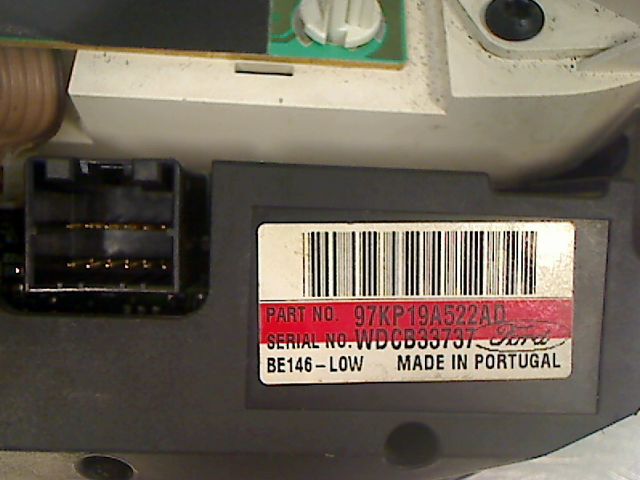 PART NO. 97KP19A522AD
SERIAL NO. WDCB33737 Ford
BE146-LOW MADE IN PORTUGAL